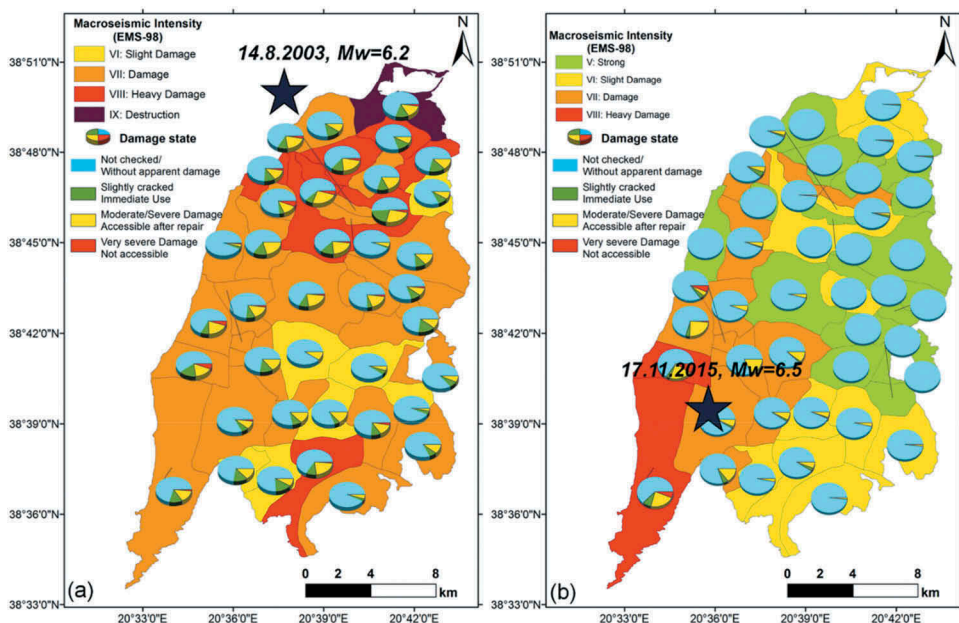 Macroseismic Intensity
(EMS-98)
VI: Slight Damage
VII: Damage
VIII: Heavy Damage
IX: Destruction
Damage state
Not checked/
Without apparent damage
Slightly cracked
Immediate Use
Moderate/Severe Damage
Accessible after repair
Very severe Damage
Not accessible
14.8.2003, Mw=6.2
N
38°51'0"N
38°48'0"N
38°45'0"N
38°42'0"N
38°39'0"N
38°36'0"N
38°33'0"N
(a)
0 2 4 8
km
20°33'0"E 20°36'0"E 20°39'0"E 20°42'0"E
Macroseismic Intensity
(EMS-98)
V: Strong
VI: Slight Damage
VII: Damage
VIII: Heavy Damage
Damage state
Not checked/
Without apparent damage
Slightly cracked
Immediate Use
Moderate/Severe Damage
Accessible after repair
Very severe Damage
Not accessible
N
17.11.2015, Mw=6.5
38°51'0"N
38°48'0"N
38°45'0"N
38°42'0"N
38°39'0"N
38°36'0"N
38°33'0"N
(b)
0 2 4 8
km
20°33'0"E 20°36'0"E 20°39'0"E 20°42'0"E